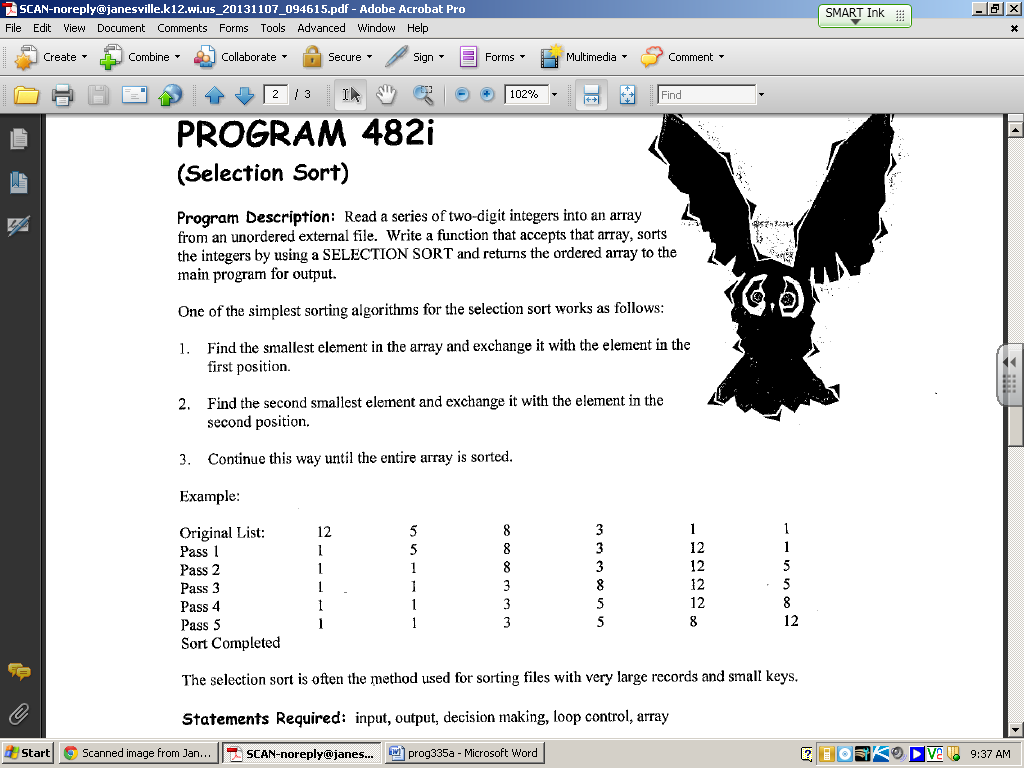 SCAN-noreply@janesville.k12.wi.us_20131107_094615.pdf - Adobe Acrobat Pro
SMART Ink
File Edit View Document Comments Forms Tools Advanced Window Help
Create Combine Collaborate Secure Sign Forms Multimedia Comment
2 / 3 102% Find
PROGRAM 482i
(Selection Sort)
Program Description: Read a series of two-digit integers into an array
from an unordered external file. Write a function that accepts that array, sorts
the integers by using a SELECTION SORT and returns the ordered array to the
main program for output.
One of the simplest sorting algorithms for the selection sort works as follows:
1. Find the smallest element in the array and exchange it with the element in the
first position.
2. Find the second smallest element and exchange it with the element in the
second position.
3. Continue this way until the entire array is sorted.
Example:
Original List: 12 5 8 3 1 1
Pass 1 1 5 8 3 12 1
Pass 2 1 1 8 3 12 5
Pass 3 1 1 3 8 12 5
Pass 4 1 1 3 5 12 8
Pass 5 1 1 3 5 8 12
Sort Completed
The selection sort is often the method used for sorting files with very large records and small keys.
Statements Required: input, output, decision making, loop control, array
Start Scanned image from Jan... SCAN-noreply@janes... prog335a - Microsoft Word 9:37 AM